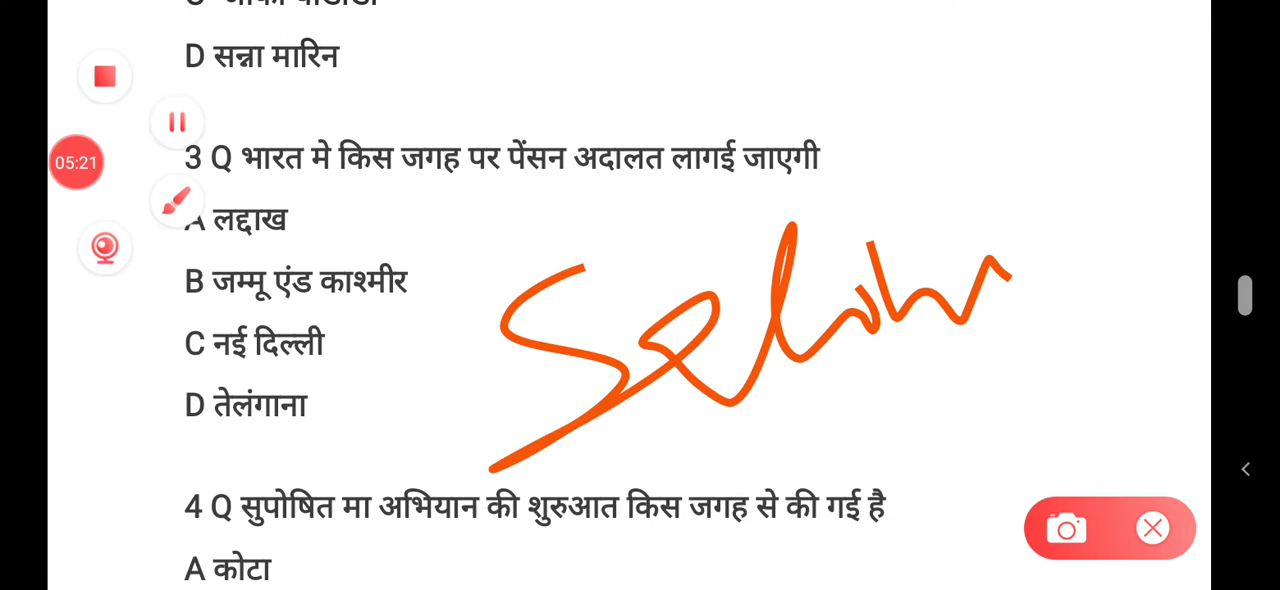 D सन्ना मारिन
05:21
3 Q भारत मे किस जगह पर पेंसन अदालत लागई जाएगी
A लद्दाख
B जम्मू एंड काश्मीर
C नई दिल्ली
D तेलंगाना
4 Q सुपोषित मा अभियान की शुरुआत किस जगह से की गई है
A कोटा